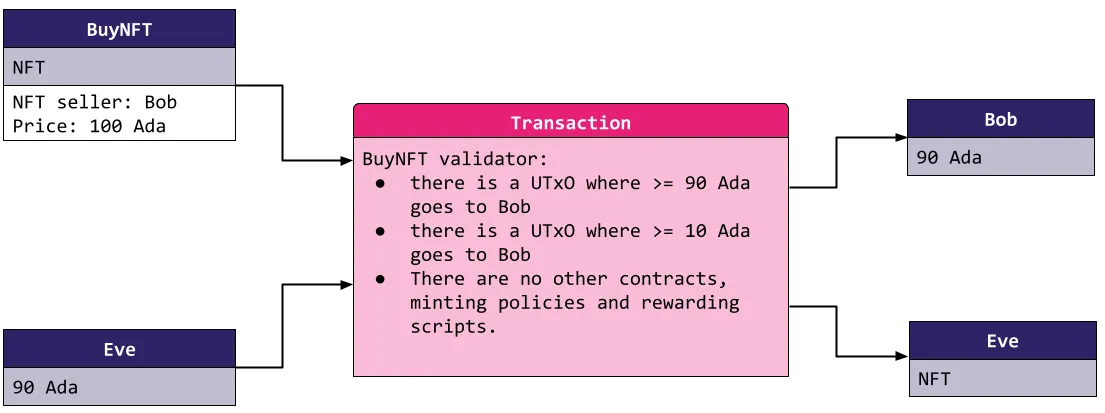 BuyNFT
NFT
NFT seller: Bob
Price: 100 Ada
Eve
90 Ada
Transaction
BuyNFT validator:
● there is a UTxO where >= 90 Ada
goes to Bob
● there is a UTxO where >= 10 Ada
goes to Bob
● There are no other contracts,
minting policies and rewarding
scripts.
Bob
90 Ada
Eve
NFT